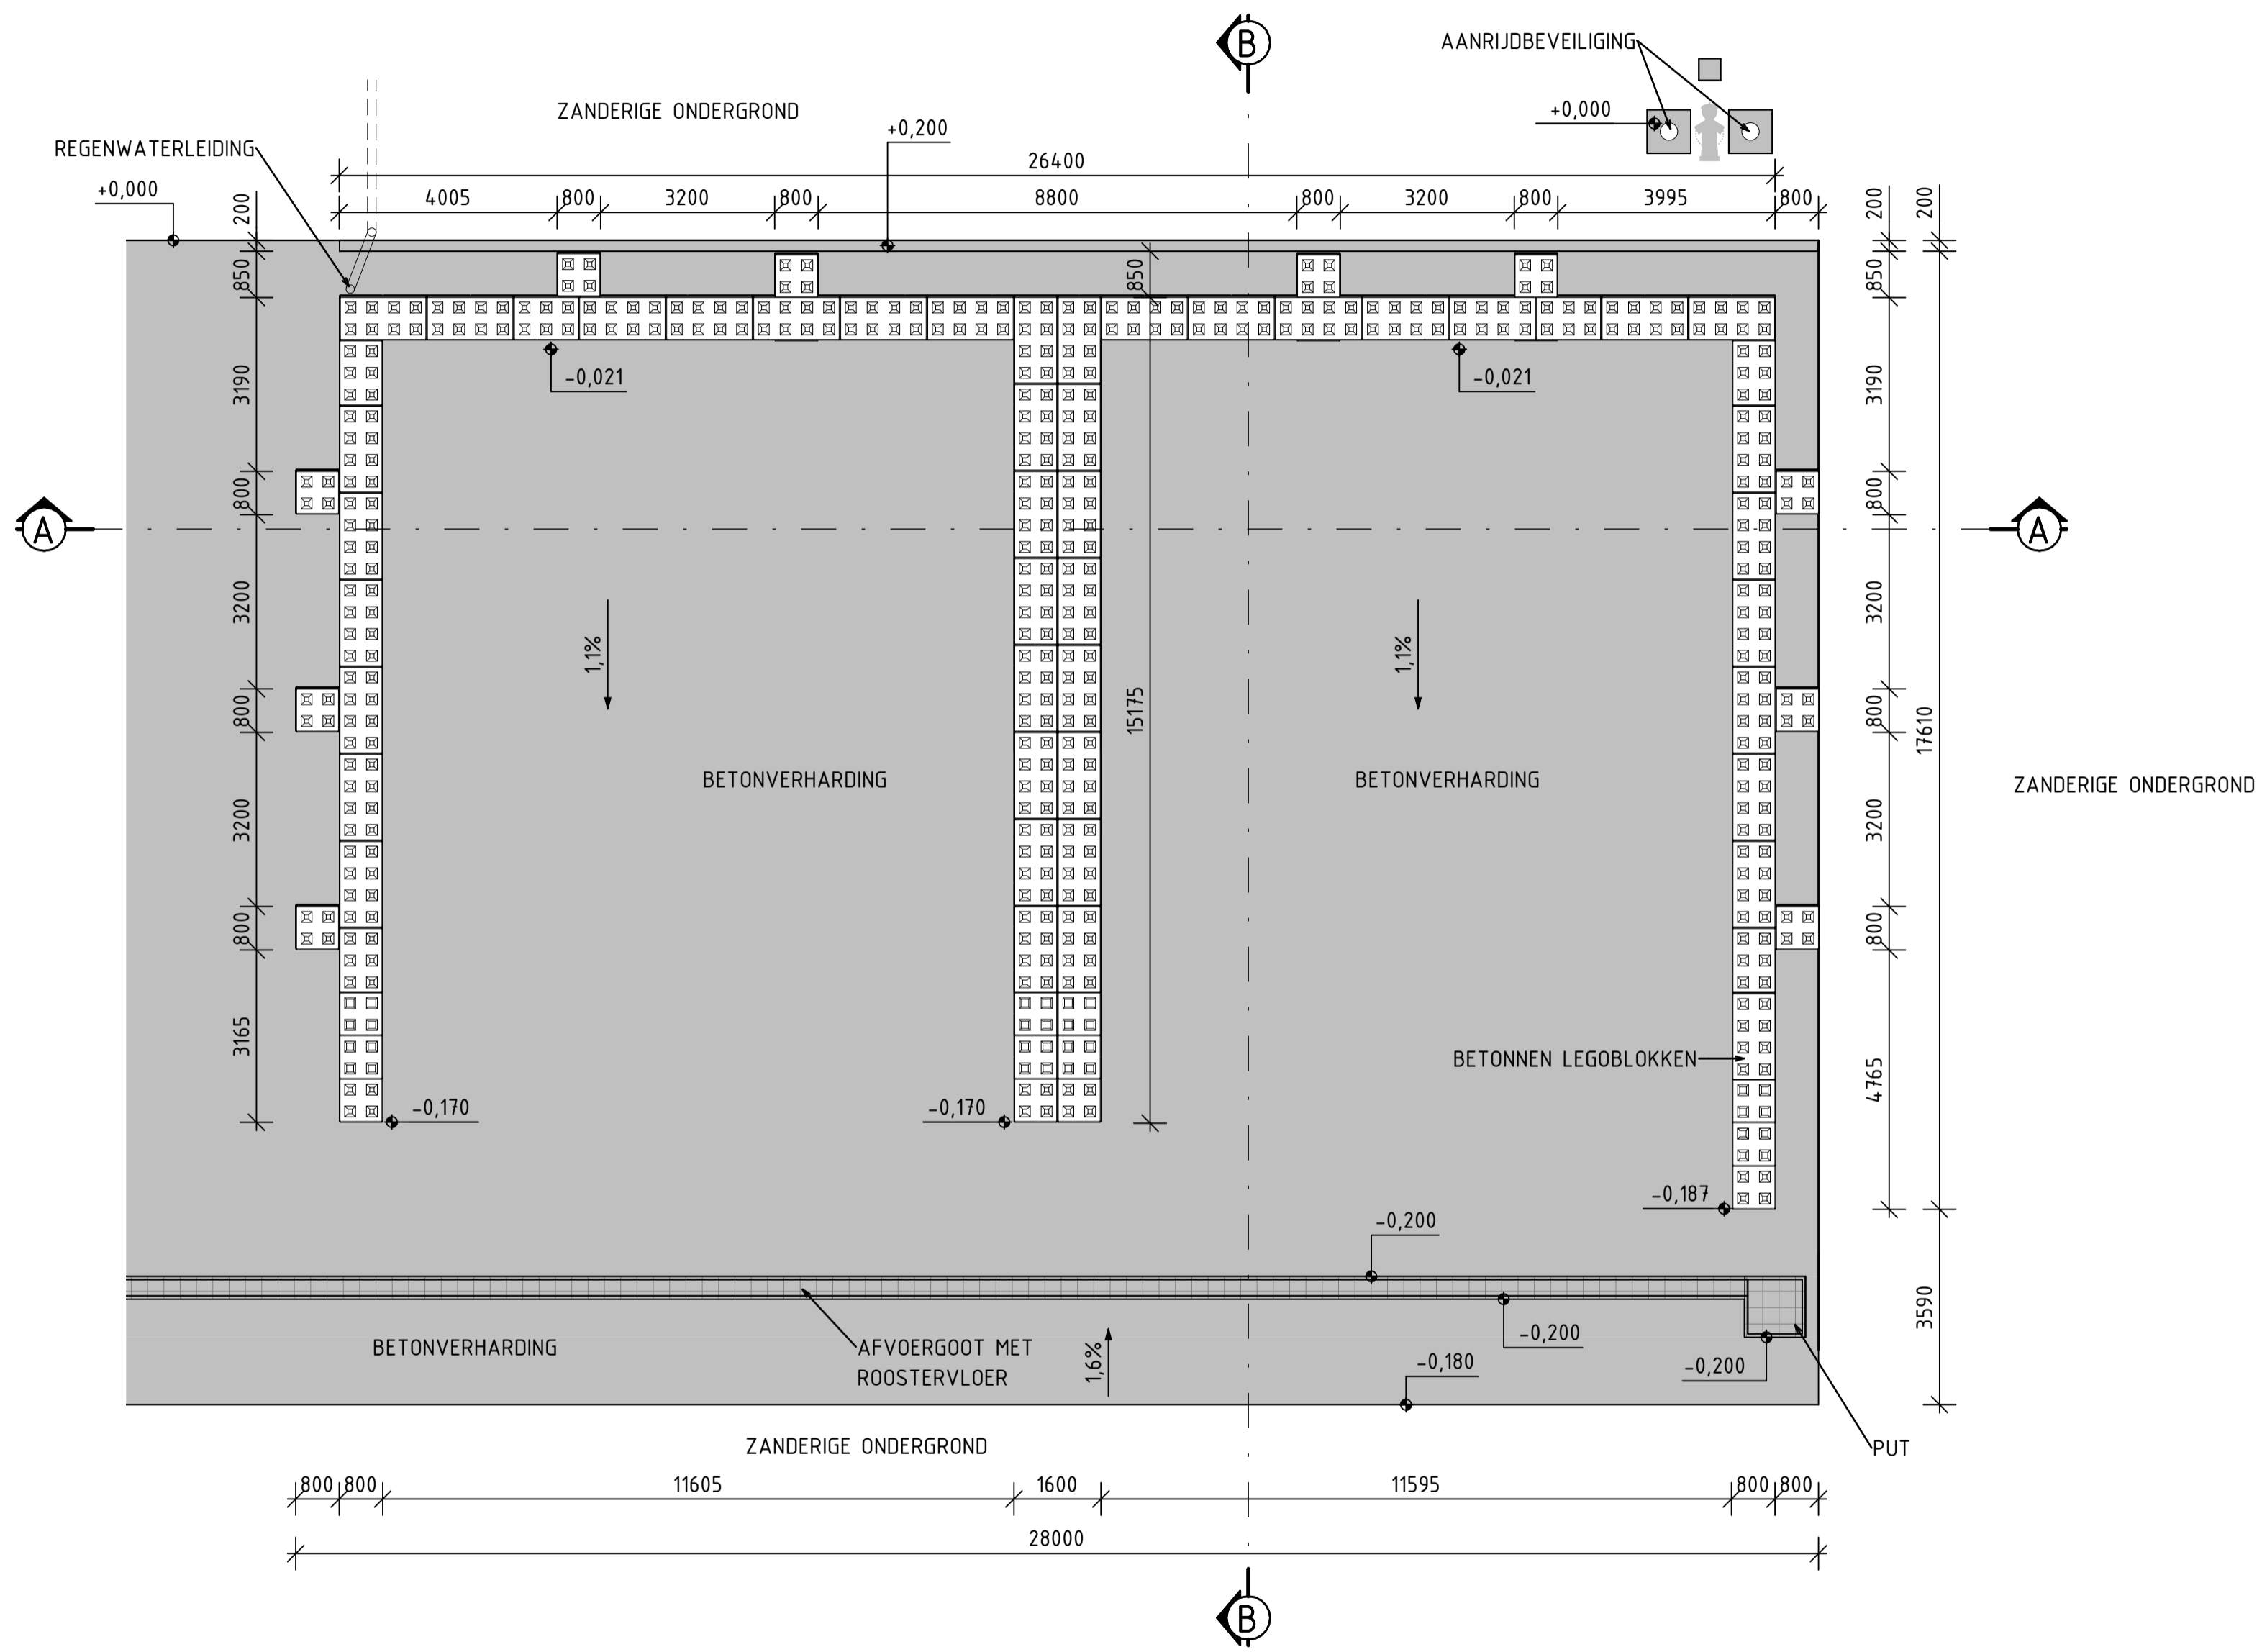 B
AANRIJDBEVEILIGING
+0,000
ZANDERIGE ONDERGROND
+0,200
REGENWATERLEIDING
26400
+0,000
4005 800 3200 800 8800 800 3200 800 3995 800
200
850
3190
800
3200
800
3200
800
3165
850
15175
200
850
3190
800
3200
800
3200
800
4765
200
17610
3590
-0,021
-0,021
A
A
1,1%
1,1%
BETONVERHARDING
BETONVERHARDING
ZANDERIGE ONDERGROND
BETONNEN LEGOBLOKKEN
-0,170
-0,170
-0,187
-0,200
-0,200
BETONVERHARDING
AFVOERGOOT MET
ROOSTERVLOER
1,6%
-0,180
-0,200
ZANDERIGE ONDERGROND
PUT
800 800 11605 1600 11595 800 800
28000
B